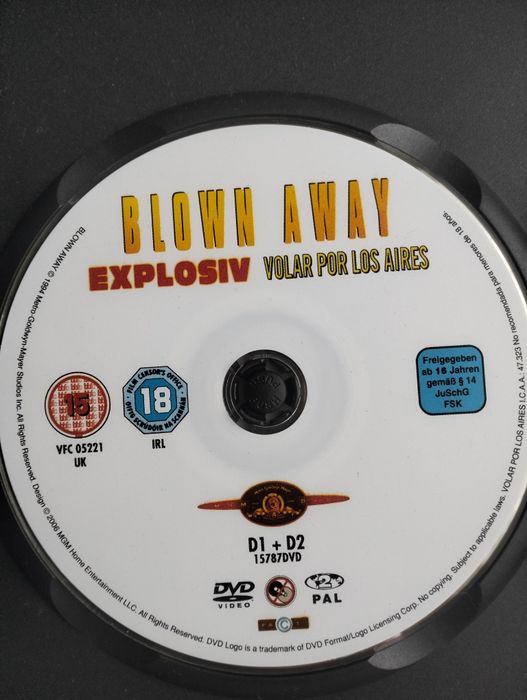 BLOWN AWAY
EXPLOSIV VOLAR POR LOS AIRES
15
VFC 05221
UK
FILM CENSOR'S OFFICE
18
IRL
Freigegeben
ab 16 Jahren
gemäß § 14
JuSchG
FSK
D1 + D2
15787DVD
DVD
VIDEO
2
PAL
BLOWN AWAY © 1994 Metro-Goldwyn-Mayer Studios Inc. All Rights Reserved. Design © 2006 MGM Home Entertainment LLC. All Rights Reserved. DVD Logo is a trademark of DVD Format/Logo Licensing Corp. No copying. Subject to applicable laws. VOLAR POR LOS AIRES I.C.A.A.: 47.323 No recomendada para menores de 18 años.